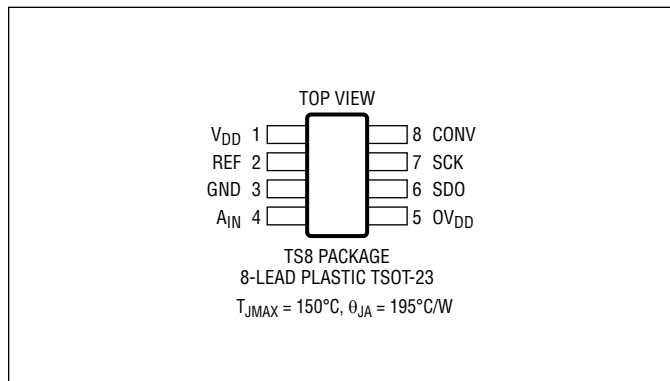 TOP VIEW
VDD 1 8 CONV
REF 2 7 SCK
GND 3 6 SDO
AIN 4 5 OVDD
TS8 PACKAGE
8-LEAD PLASTIC TSOT-23
TJMAX = 150°C, θJA = 195°C/W